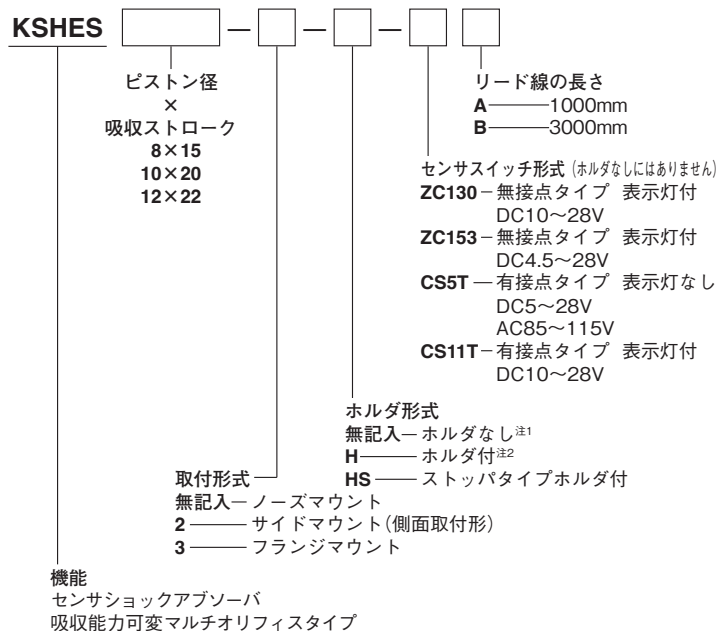 KSHES － － －
ピストン径
×
吸収ストローク
8×15
10×20
12×22
リード線の長さ
A――1000mm
B――3000mm
センサスイッチ形式 (ホルダなしにはありません)
ZC130－無接点タイプ 表示灯付
DC10～28V
ZC153－無接点タイプ 表示灯付
DC4.5～28V
CS5T―有接点タイプ 表示灯なし
DC5～28V
AC85～115V
CS11T－有接点タイプ 表示灯付
DC10～28V
ホルダ形式
無記入―ホルダなし注1
H――ホルダ付注2
HS――ストッパタイプホルダ付
取付形式
無記入―ノーズマウント
2――サイドマウント(側面取付形)
3――フランジマウント
機能
センサショックアブソーバ
吸収能力可変マルチオリフィスタイプ